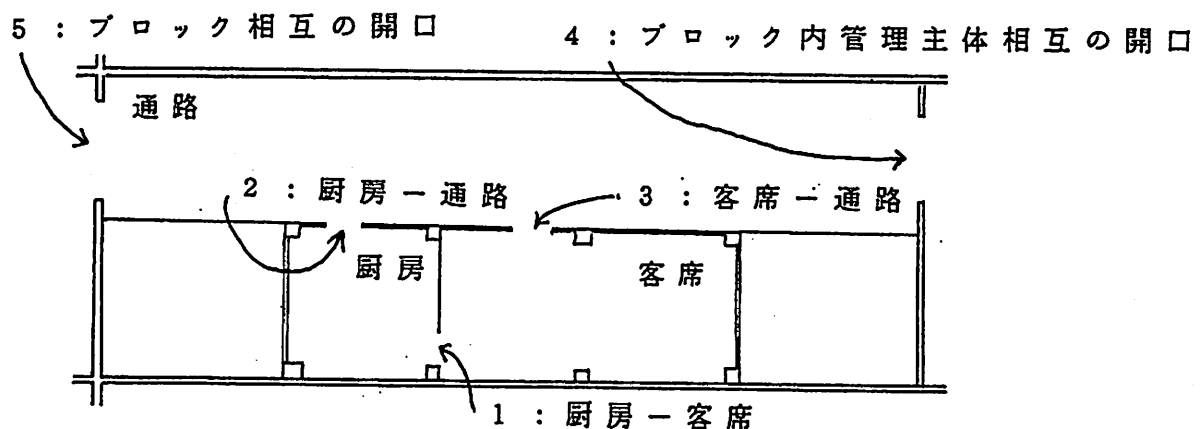 5：ブロック相互の開口
4：ブロック内管理主体相互の開口
通路
2：厨房－通路
3：客席－通路
厨房
客席
1：厨房－客席